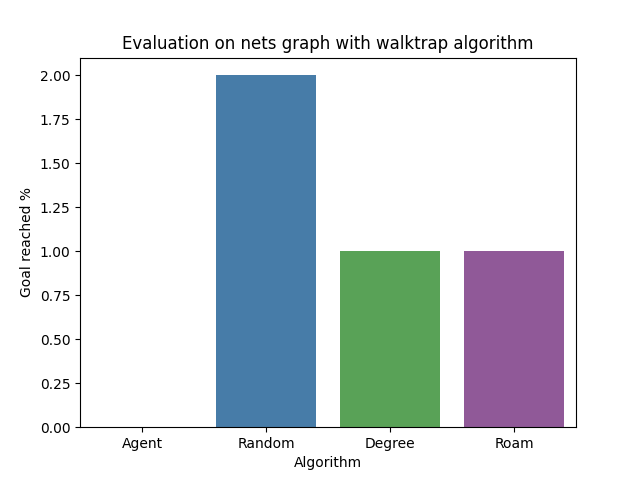 Evaluation on nets graph with walktrap algorithm
Goal reached %
2.00
1.75
1.50
1.25
1.00
0.75
0.50
0.25
0.00
Agent Random Degree Roam
Algorithm